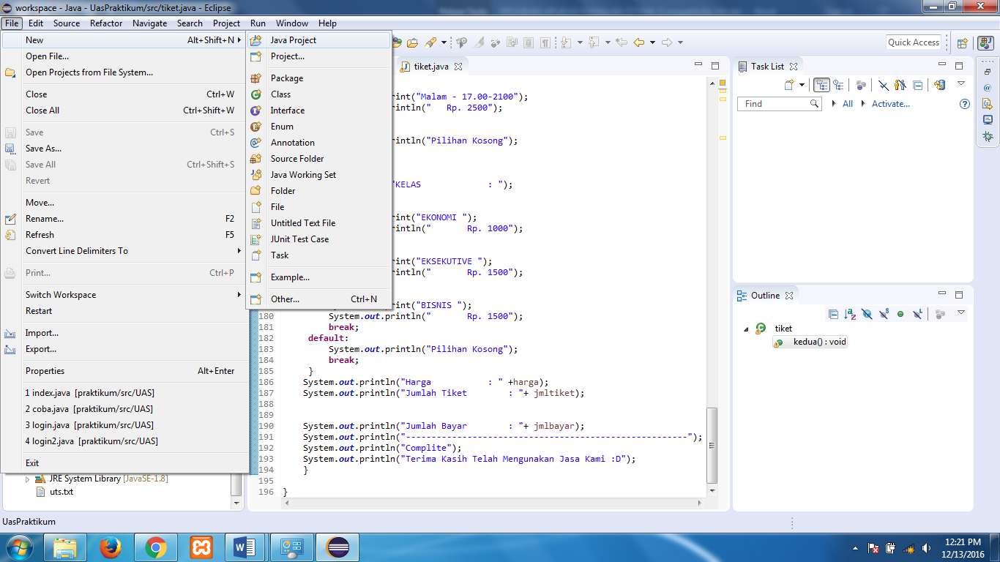 workspace - Java - UasPraktikum/src/tiket.java - Eclipse
File Edit Source Refactor Navigate Search Project Run Window Help
New Alt+Shift+N
Open File...
Open Projects from File System...
Close Ctrl+W
Close All Ctrl+Shift+W
Save Ctrl+S
Save As...
Save All Ctrl+Shift+S
Revert
Move...
Rename... F2
Refresh F5
Convert Line Delimiters To
Print... Ctrl+P
Switch Workspace
Restart
Import...
Export...
Properties Alt+Enter
1 index.java [praktikum/src/UAS]
2 coba.java [praktikum/src/UAS]
3 login.java [praktikum/src/UAS]
4 login2.java [praktikum/src/UAS]
Exit
Java Project
Project...
Package
Class
Interface
Enum
Annotation
Source Folder
Java Working Set
Folder
File
Untitled Text File
JUnit Test Case
Task
Example...
Other... Ctrl+N
JRE System Library [JavaSE-1.8]
uts.txt
Quick Access
tiket.java
rint("Malam - 17.00-2100");
rintln("   Rp. 2500");
intln("Pilihan Kosong");
"KELAS             : ");
rint("EKONOMI ");
rintln("       Rp. 1000");
int("EKSEKUTIVE ");
rintln("       Rp. 1500");
rint("BISNIS ");
180 System.out.println("       Rp. 1500");
181 break;
182 default:
183 System.out.println("Pilihan Kosong");
184 break;
185 }
186 System.out.println("Harga           : " +harga);
187 System.out.println("Jumlah Tiket        : "+ jmltiket);
188
189
190 System.out.println("Jumlah Bayar        : "+ jmlbayar);
191 System.out.println("-------------------------------------------------------");
192 System.out.println("Complite");
193 System.out.println("Terima Kasih Telah Mengunakan Jasa Kami :D");
194 }
195
196 }
Task List
Find All Activate...
Outline
tiket
kedua() : void
UasPraktikum
12:21 PM
12/13/2016